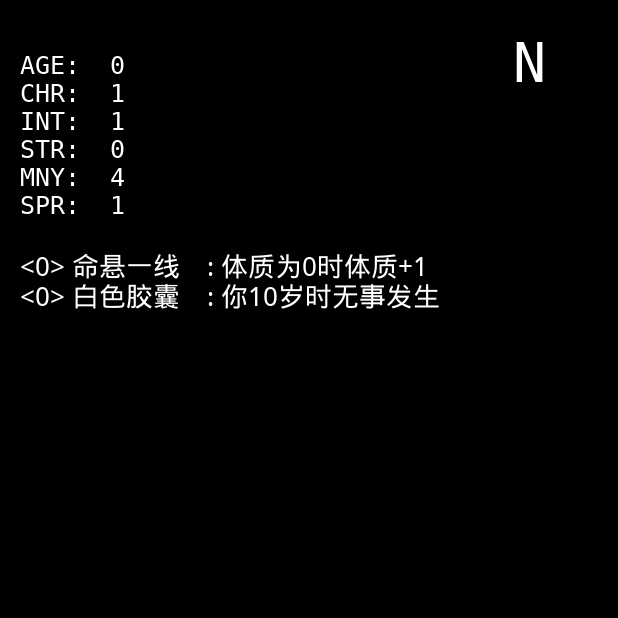 N
AGE: 0
CHR: 1
INT: 1
STR: 0
MNY: 4
SPR: 1
<0> 命悬一线 : 体质为0时体质+1
<0> 白色胶囊 : 你10岁时无事发生